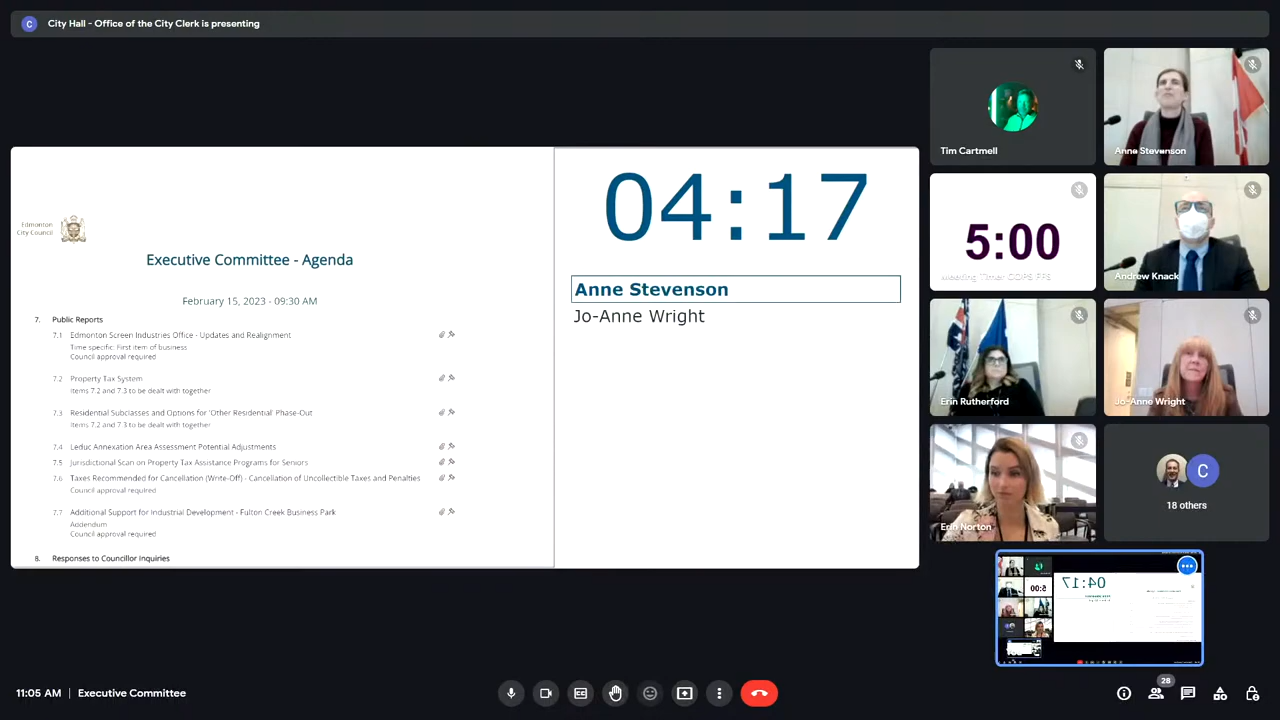 City Hall - Office of the City Clerk is presenting
Edmonton
City Council
Executive Committee - Agenda
February 15, 2023 - 09:30 AM
7. Public Reports
7.1 Edmonton Screen Industries Office - Updates and Realignment
Time specific: First item of business
Council approval required
7.2 Property Tax System
Items 7.2 and 7.3 to be dealt with together
7.3 Residential Subclasses and Options for 'Other Residential' Phase-Out
Items 7.2 and 7.3 to be dealt with together
7.4 Leduc Annexation Area Assessment Potential Adjustments
7.5 Jurisdictional Scan on Property Tax Assistance Programs for Seniors
7.6 Taxes Recommended for Cancellation (Write-Off) - Cancellation of Uncollectible Taxes and Penalties
Council approval required
7.7 Additional Support for Industrial Development - Fulton Creek Business Park
Addendum
Council approval required
8. Responses to Councillor Inquiries
04:17
Anne Stevenson
Jo-Anne Wright
Tim Cartmell
Anne Stevenson
5:00
Meeting Timer
Andrew Knack
Erin Rutherford
Jo-Anne Wright
Erin Norton
C
18 others
04:17
5:00
11:05 AM | Executive Committee
28